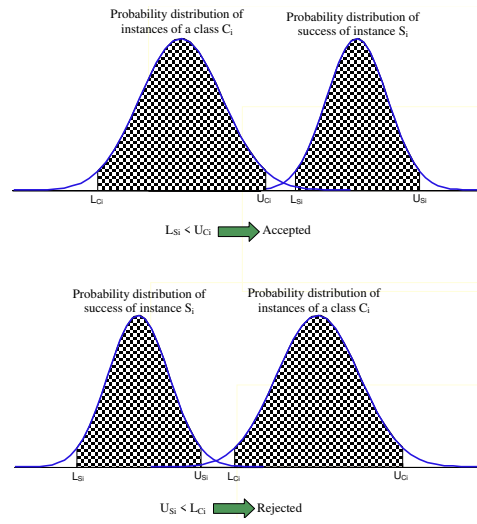 Probability distribution of
instances of a class Ci
Probability distribution of
success of instance Si
LCi
UCi
LSi
USi
LSi < UCi Accepted
Probability distribution of
success of instance Si
Probability distribution of
instances of a class Ci
LSi
USi
LCi
UCi
USi < LCi Rejected